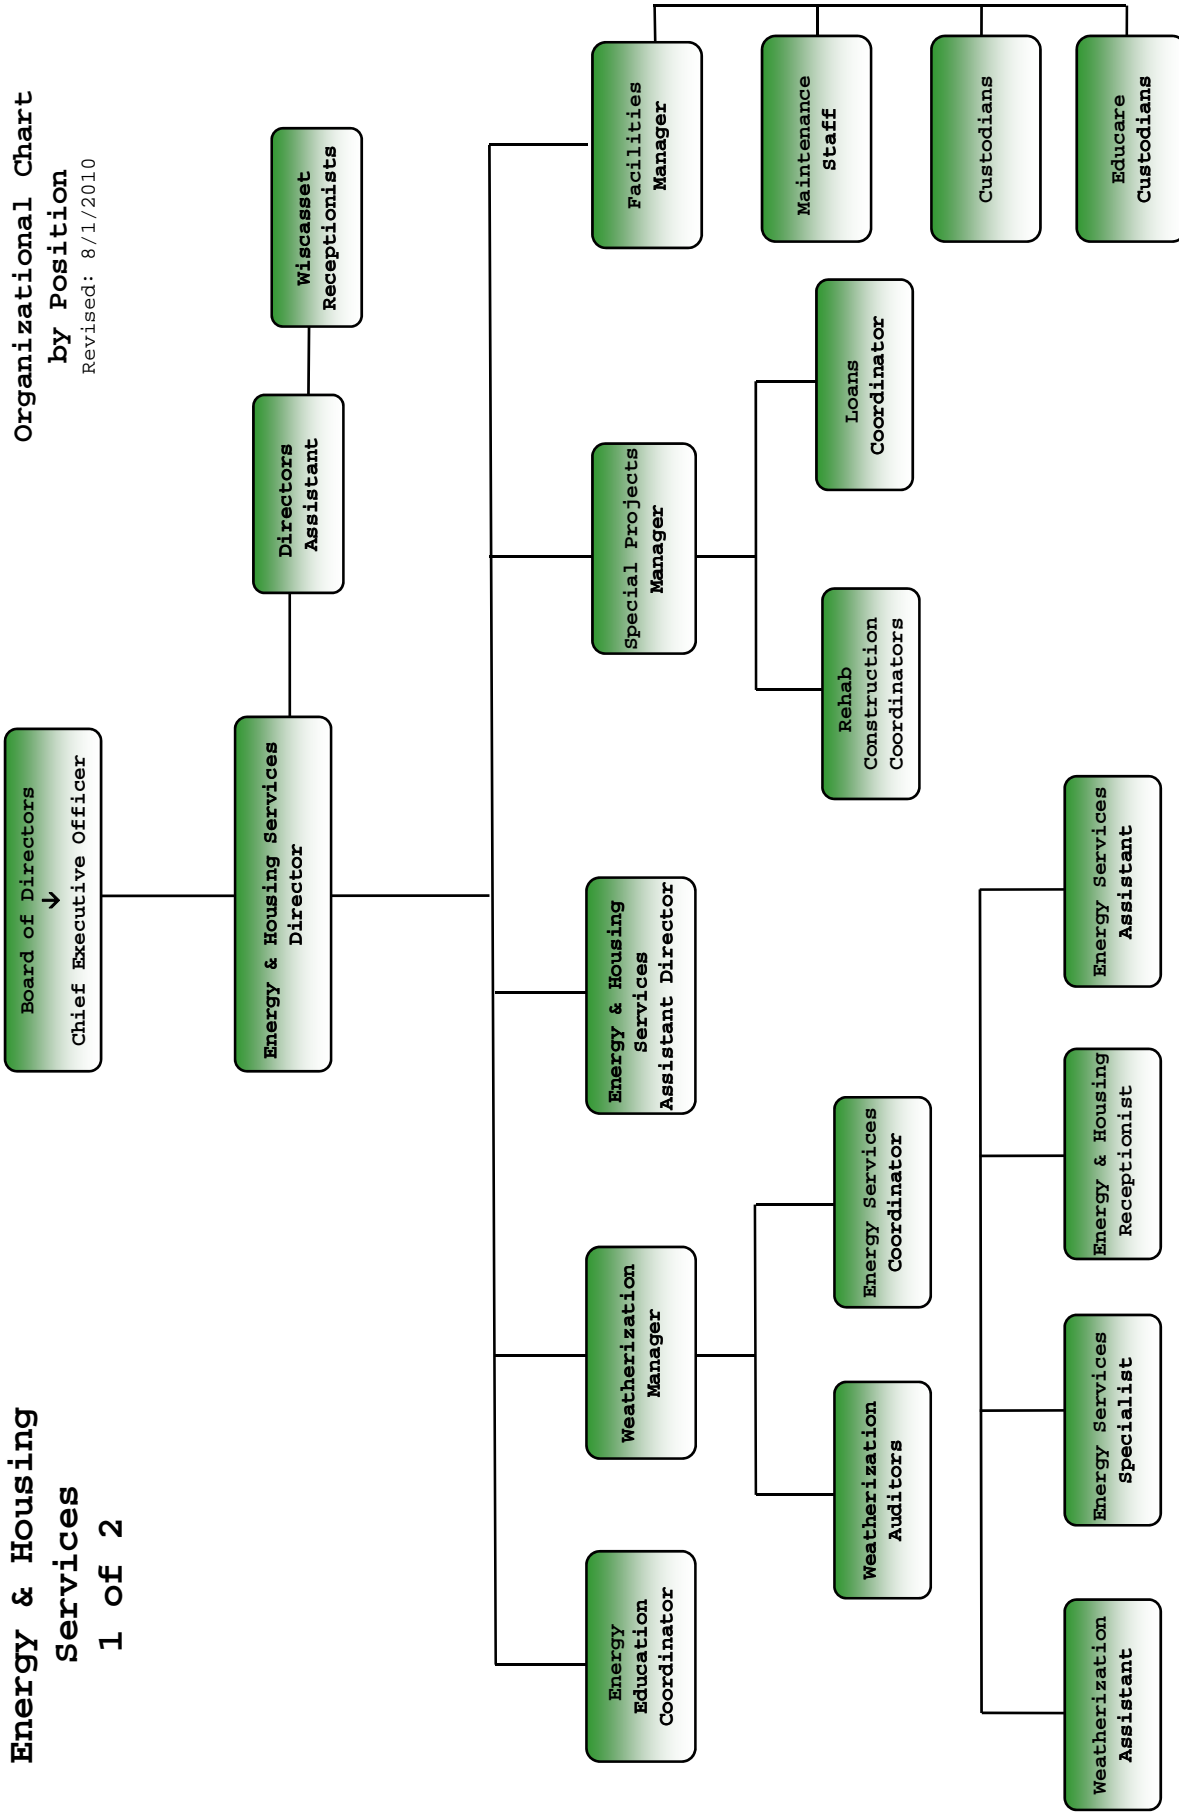 Energy & Housing
Services
1 of 2
Organizational Chart
by Position
Revised: 8/1/2010
Board of Directors
↓
Chief Executive Officer
Energy & Housing Services
Director
Directors
Assistant
Wiscasset
Receptionists
Energy
Education
Coordinator
Weatherization
Manager
Energy & Housing
Services
Assistant Director
Special Projects
Manager
Facilities
Manager
Weatherization
Auditors
Energy Services
Coordinator
Rehab
Construction
Coordinators
Loans
Coordinator
Maintenance
Staff
Custodians
Educare
Custodians
Weatherization
Assistant
Energy Services
Specialist
Energy & Housing
Receptionist
Energy Services
Assistant